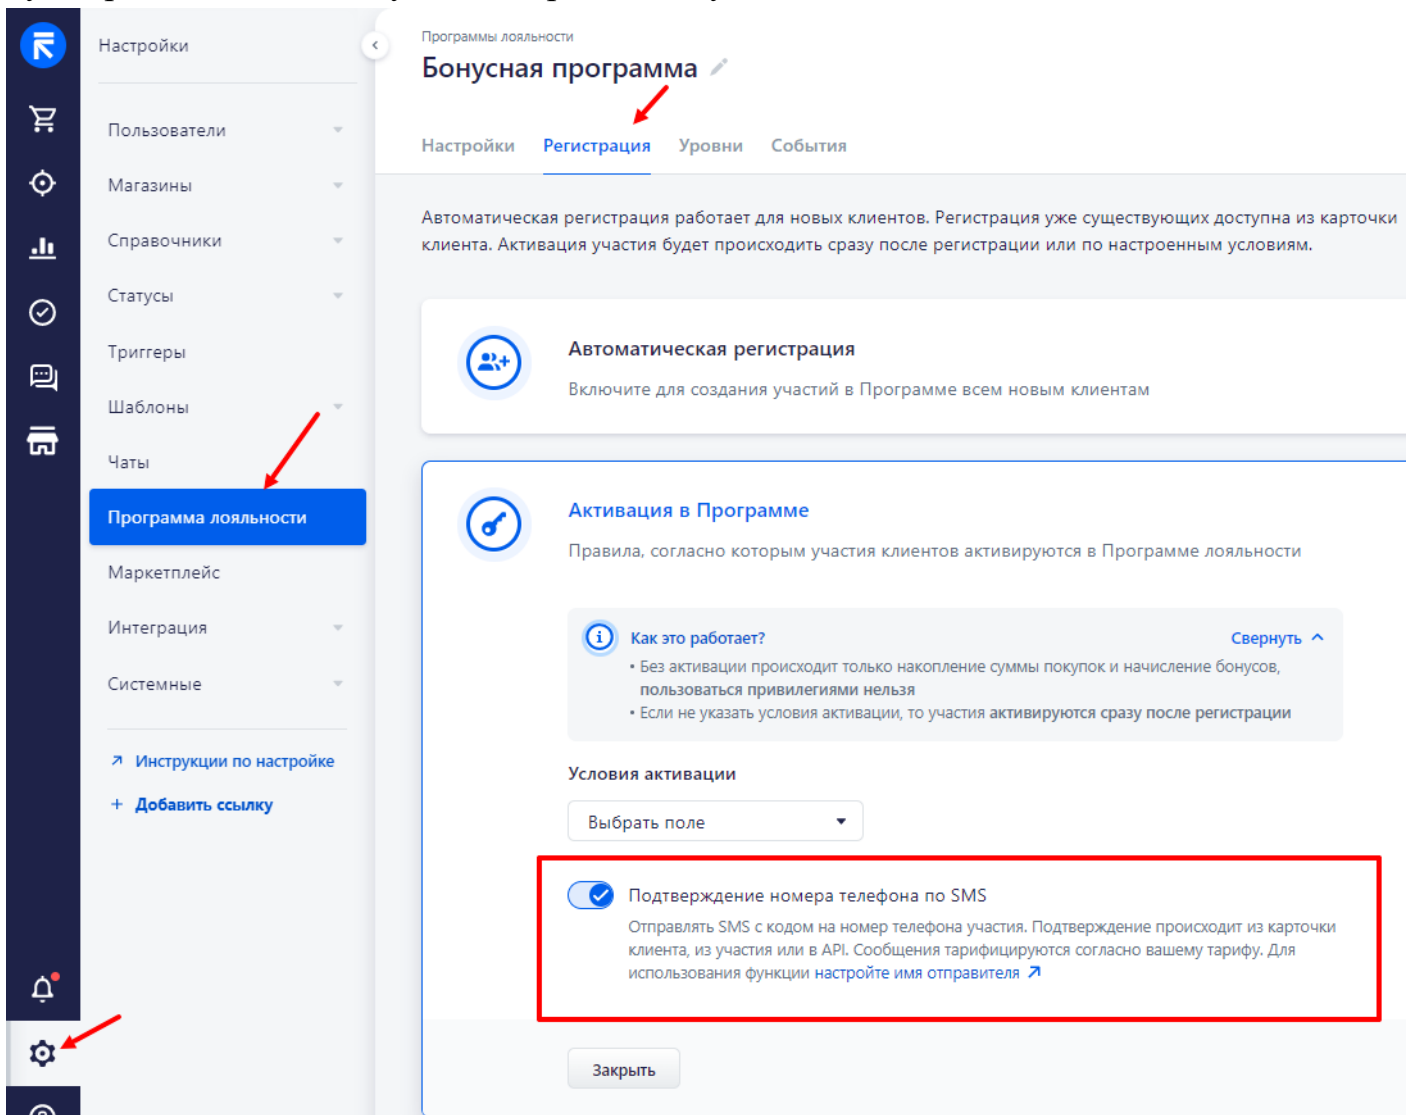 Настройки
Пользователи
Магазины
Справочники
Статусы
Триггеры
Шаблоны
Чаты
Программа лояльности
Маркетплейс
Интеграция
Системные
Инструкции по настройке
+ Добавить ссылку
Программы лояльности
Бонусная программа
Настройки Регистрация Уровни События
Автоматическая регистрация работает для новых клиентов. Регистрация уже существующих доступна из карточки
клиента. Активация участия будет происходить сразу после регистрации или по настроенным условиям.
Автоматическая регистрация
Включите для создания участий в Программе всем новым клиентам
Активация в Программе
Правила, согласно которым участия клиентов активируются в Программе лояльности
Как это работает? Свернуть
• Без активации происходит только накопление суммы покупок и начисление бонусов,
пользоваться привилегиями нельзя
• Если не указать условия активации, то участия активируются сразу после регистрации
Условия активации
Выбрать поле
Подтверждение номера телефона по SMS
Отправлять SMS с кодом на номер телефона участия. Подтверждение происходит из карточки
клиента, из участия или в API. Сообщения тарифицируются согласно вашему тарифу. Для
использования функции настройте имя отправителя
Закрыть